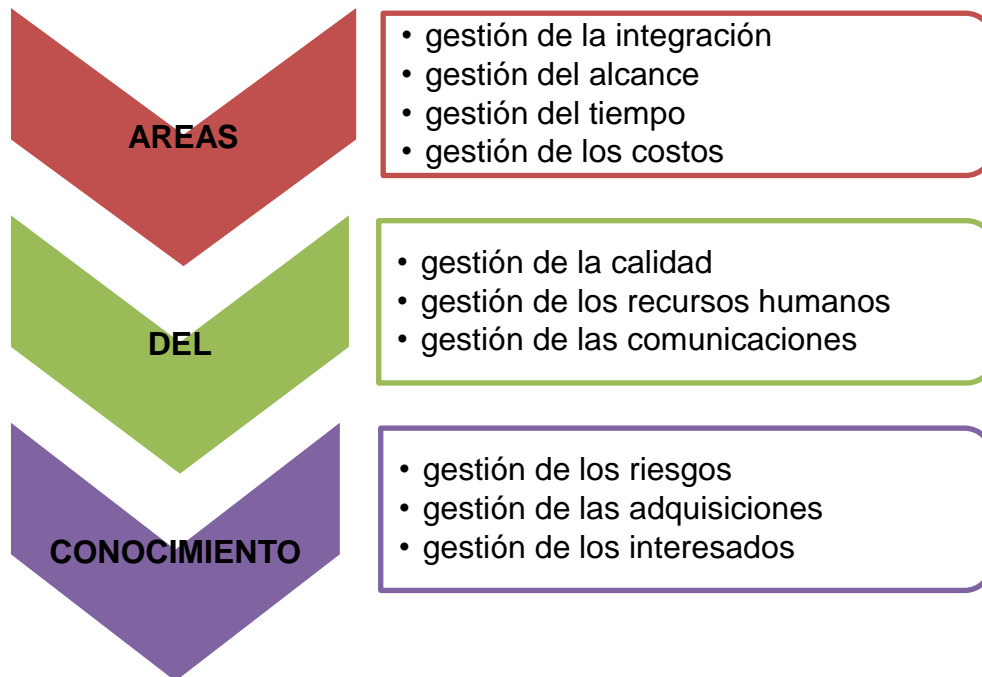 AREAS
• gestión de la integración
• gestión del alcance
• gestión del tiempo
• gestión de los costos
DEL
• gestión de la calidad
• gestión de los recursos humanos
• gestión de las comunicaciones
CONOCIMIENTO
• gestión de los riesgos
• gestión de las adquisiciones
• gestión de los interesados